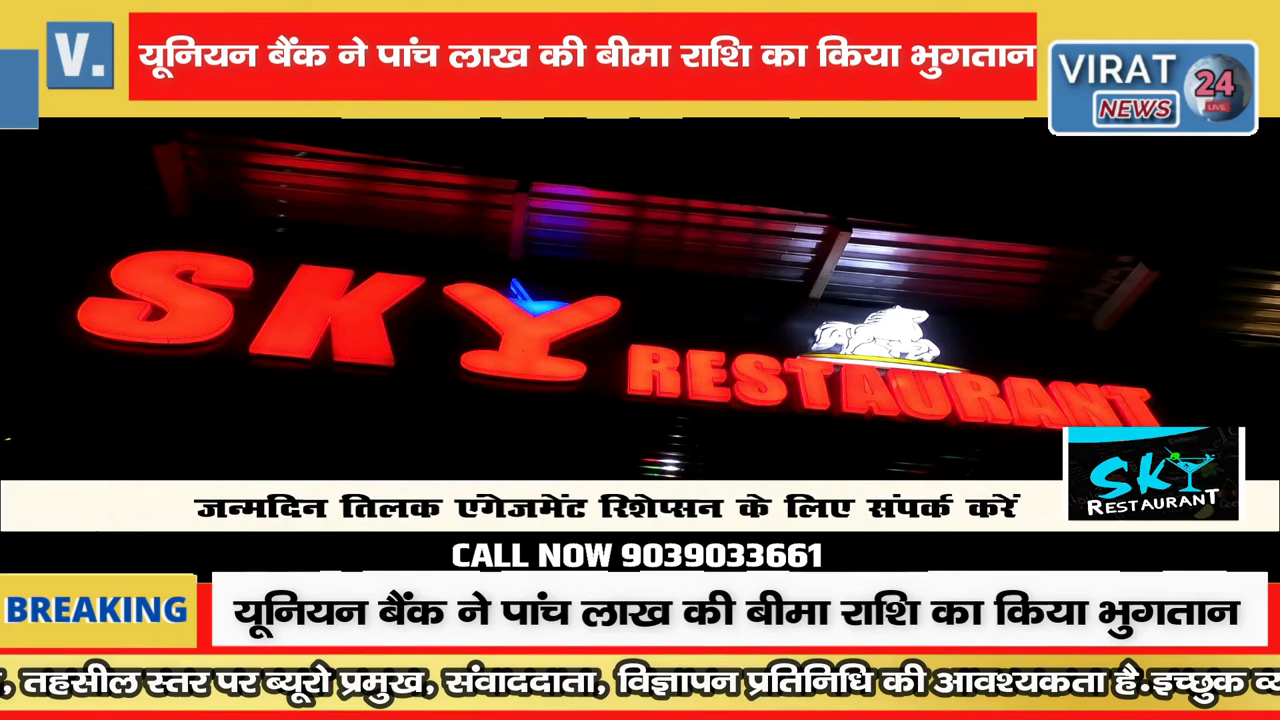 V.
यूनियन बैंक ने पांच लाख की बीमा राशि का किया भुगतान
VIRAT
24
LIVE
NEWS
SKY RESTAURANT
SKY
RESTAURANT
जन्मदिन तिलक एंगेजमेंट रिशेप्सन के लिए संपर्क करें
CALL NOW 9039033661
BREAKING
यूनियन बैंक ने पांच लाख की बीमा राशि का किया भुगतान
, तहसील स्तर पर ब्यूरो प्रमुख, संवाददाता, विज्ञापन प्रतिनिधि की आवश्यकता है.इच्छुक